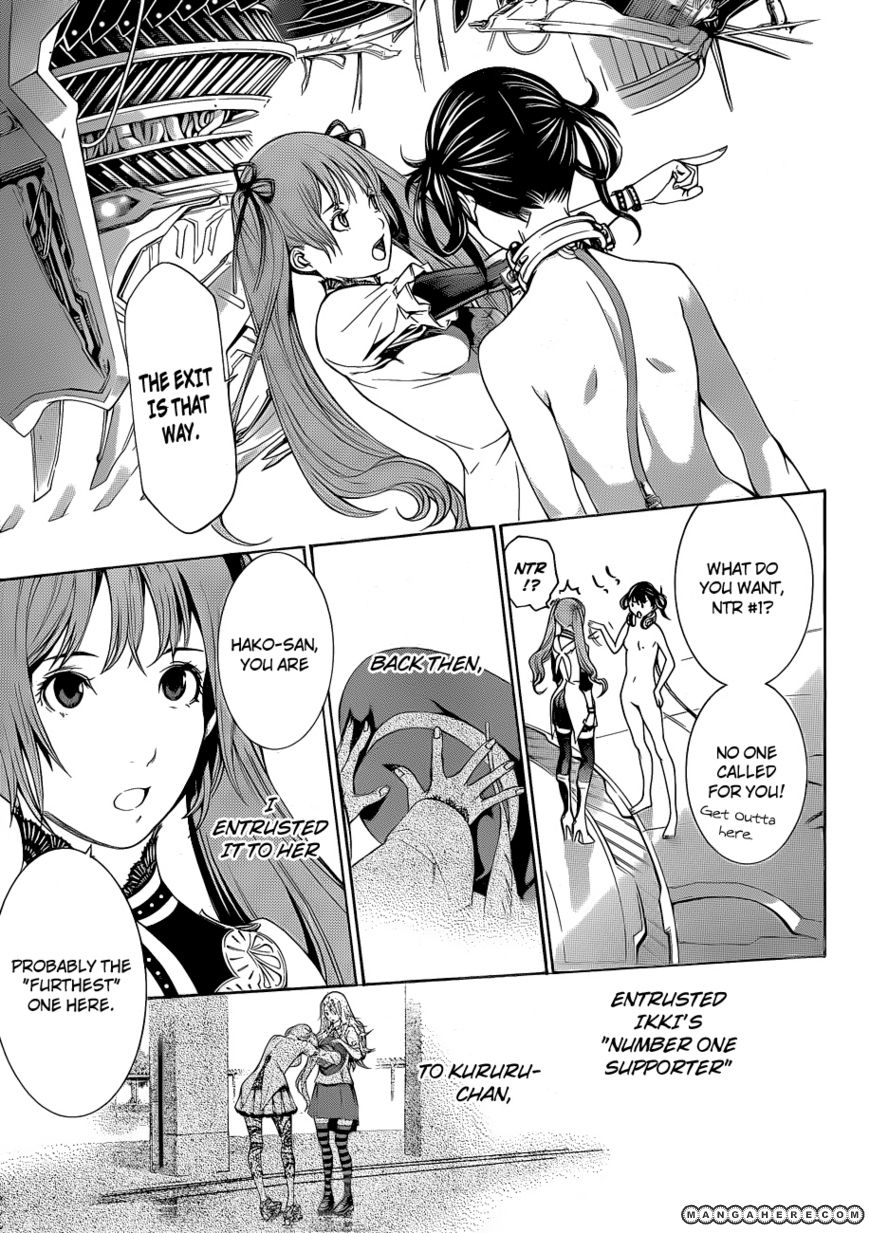 THE EXIT
IS THAT
WAY.
WHAT DO
YOU WANT,
NTR #1?
NTR
!?
NO ONE
CALLED
FOR YOU!
Get outta
here.
BACK THEN,
HAKO-SAN,
YOU ARE
I
ENTRUSTED
IT TO HER
PROBABLY THE
"FURTHEST"
ONE HERE.
ENTRUSTED
IKKI'S
"NUMBER ONE
SUPPORTER"
TO KURURU-
CHAN,
MANGAHERE.COM